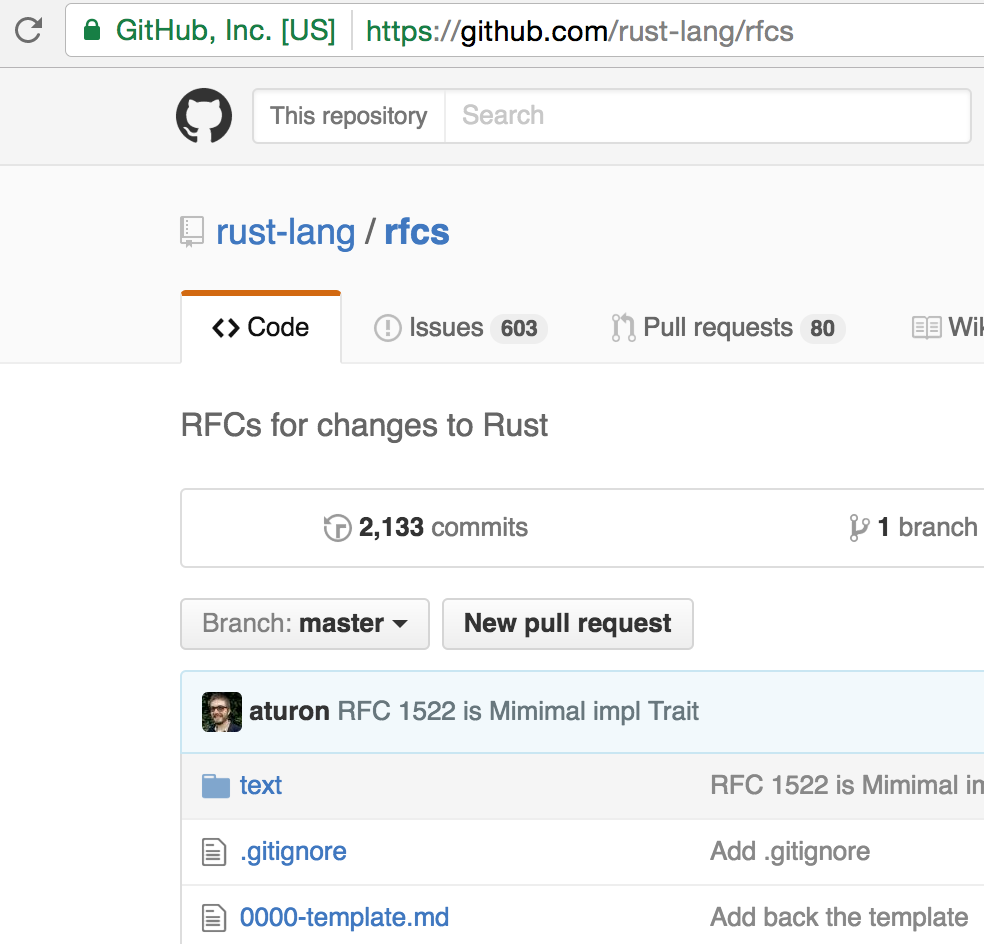 GitHub, Inc. [US] https://github.com/rust-lang/rfcs
This repository Search
rust-lang / rfcs
Code Issues 603 Pull requests 80
RFCs for changes to Rust
2,133 commits 1 branch
Branch: master New pull request
aturon RFC 1522 is Mimimal impl Trait
text RFC 1522 is Mimimal
.gitignore Add .gitignore
0000-template.md Add back the template